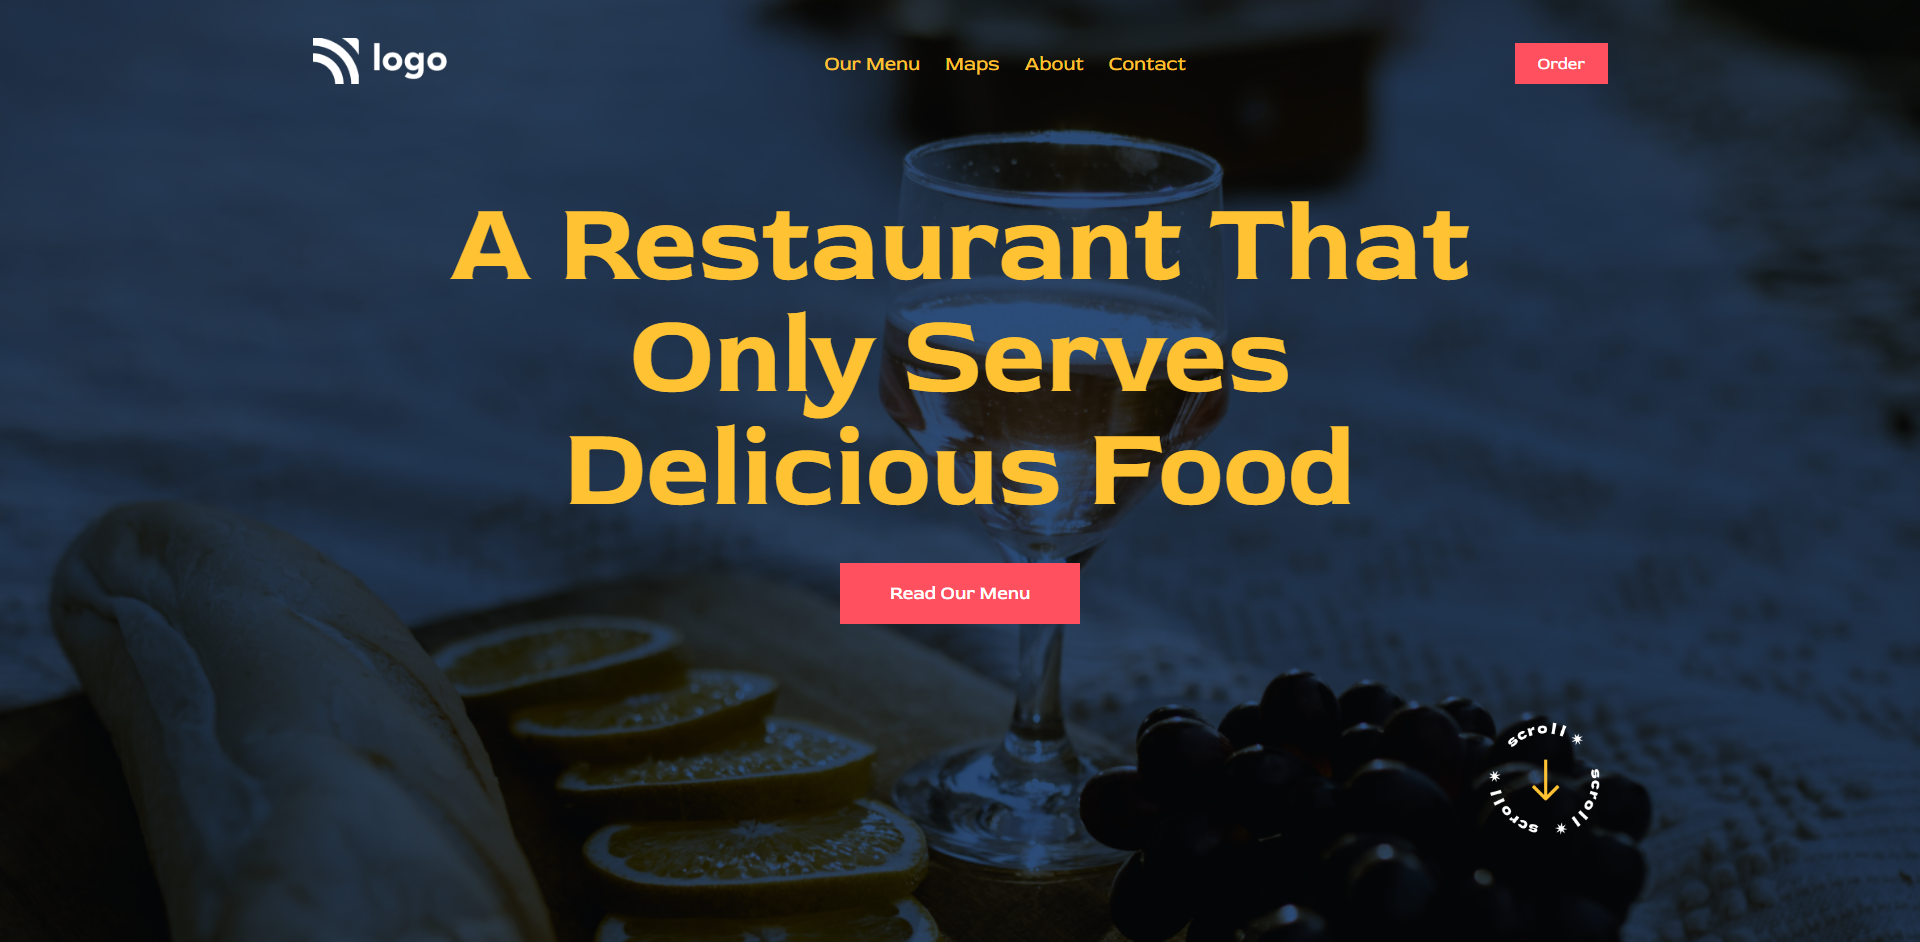 logo
Our Menu Maps About Contact
Order
A Restaurant That
Only Serves
Delicious Food
Read Our Menu
scroll ✷ scroll ✷ scroll ✷